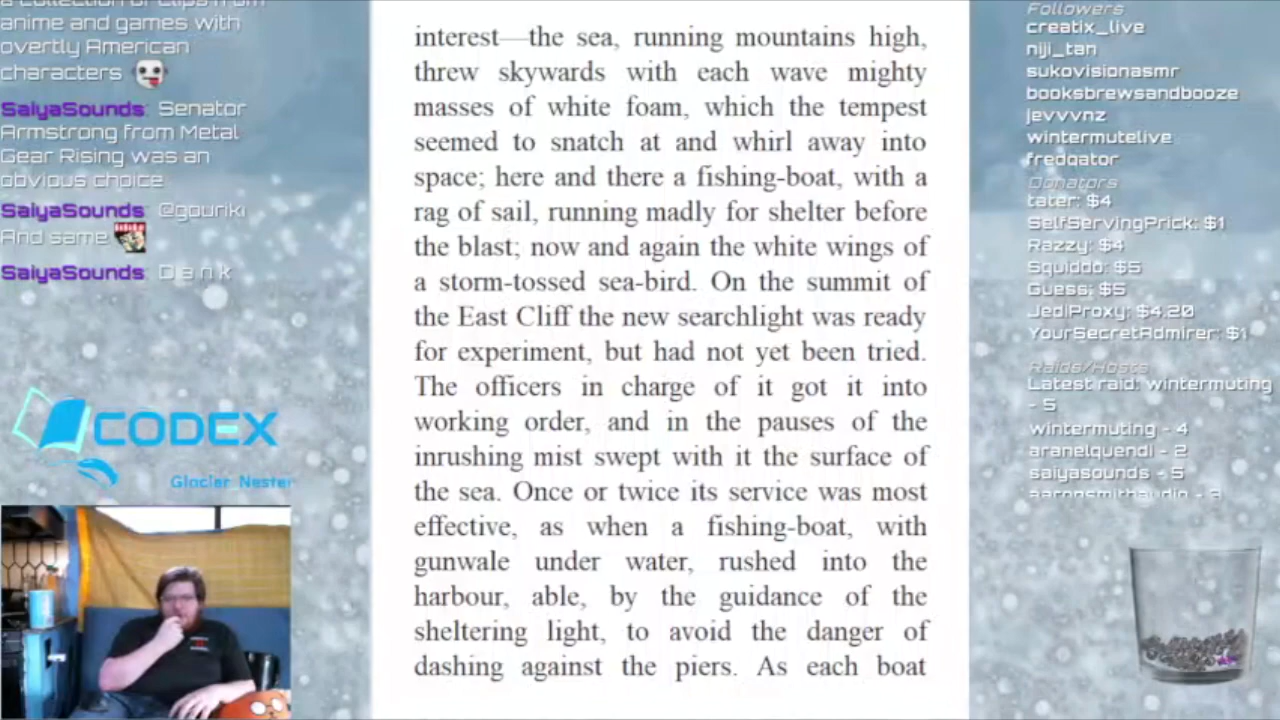 a collection of clips from
anime and games with
overtly American
characters
SaiyaSounds: Senator
Armstrong from Metal
Gear Rising was an
obvious choice
SaiyaSounds: @gouriki
And same
SaiyaSounds: D a n k
CODEX
Glacier Nester
interest—the sea, running mountains high,
threw skywards with each wave mighty
masses of white foam, which the tempest
seemed to snatch at and whirl away into
space; here and there a fishing-boat, with a
rag of sail, running madly for shelter before
the blast; now and again the white wings of
a storm-tossed sea-bird. On the summit of
the East Cliff the new searchlight was ready
for experiment, but had not yet been tried.
The officers in charge of it got it into
working order, and in the pauses of the
inrushing mist swept with it the surface of
the sea. Once or twice its service was most
effective, as when a fishing-boat, with
gunwale under water, rushed into the
harbour, able, by the guidance of the
sheltering light, to avoid the danger of
dashing against the piers. As each boat
Followers
creatix_live
niji_tan
sukovisionasmr
booksbrewsandbooze
jevvvnz
wintermutelive
fredgator
Donators
tater: $4
SelfServingPrick: $1
Razzy: $4
Squiddo: $5
Guess: $5
JediProxy: $4.20
YourSecretAdmirer: $1
Raids/Hosts
Latest raid: wintermuting
- 5
wintermuting - 4
aranelquendi - 2
saiyasounds - 5
aaronsmithaudio - 3